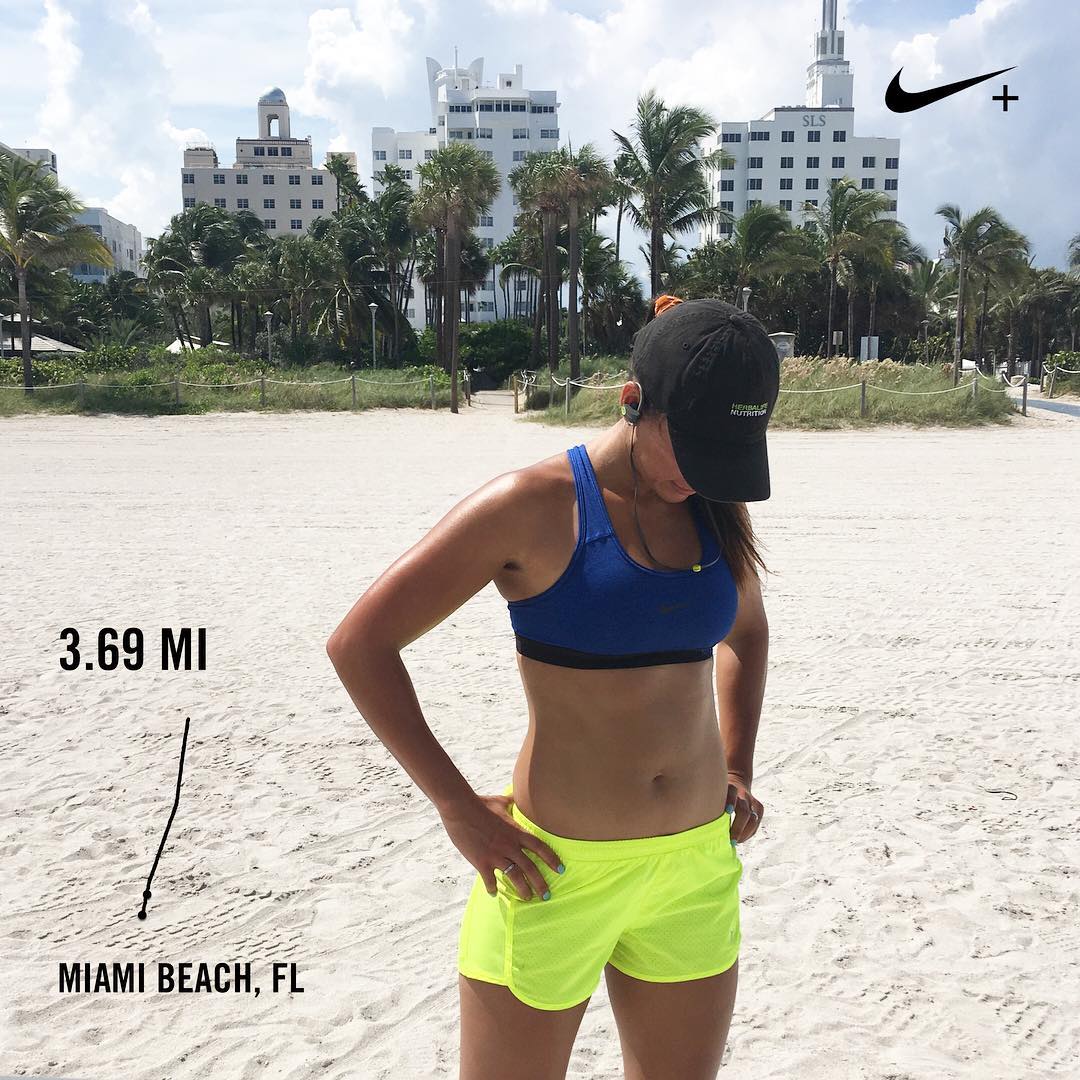 SLS
+
HERBALIFE
NUTRITION
3.69 MI
MIAMI BEACH, FL